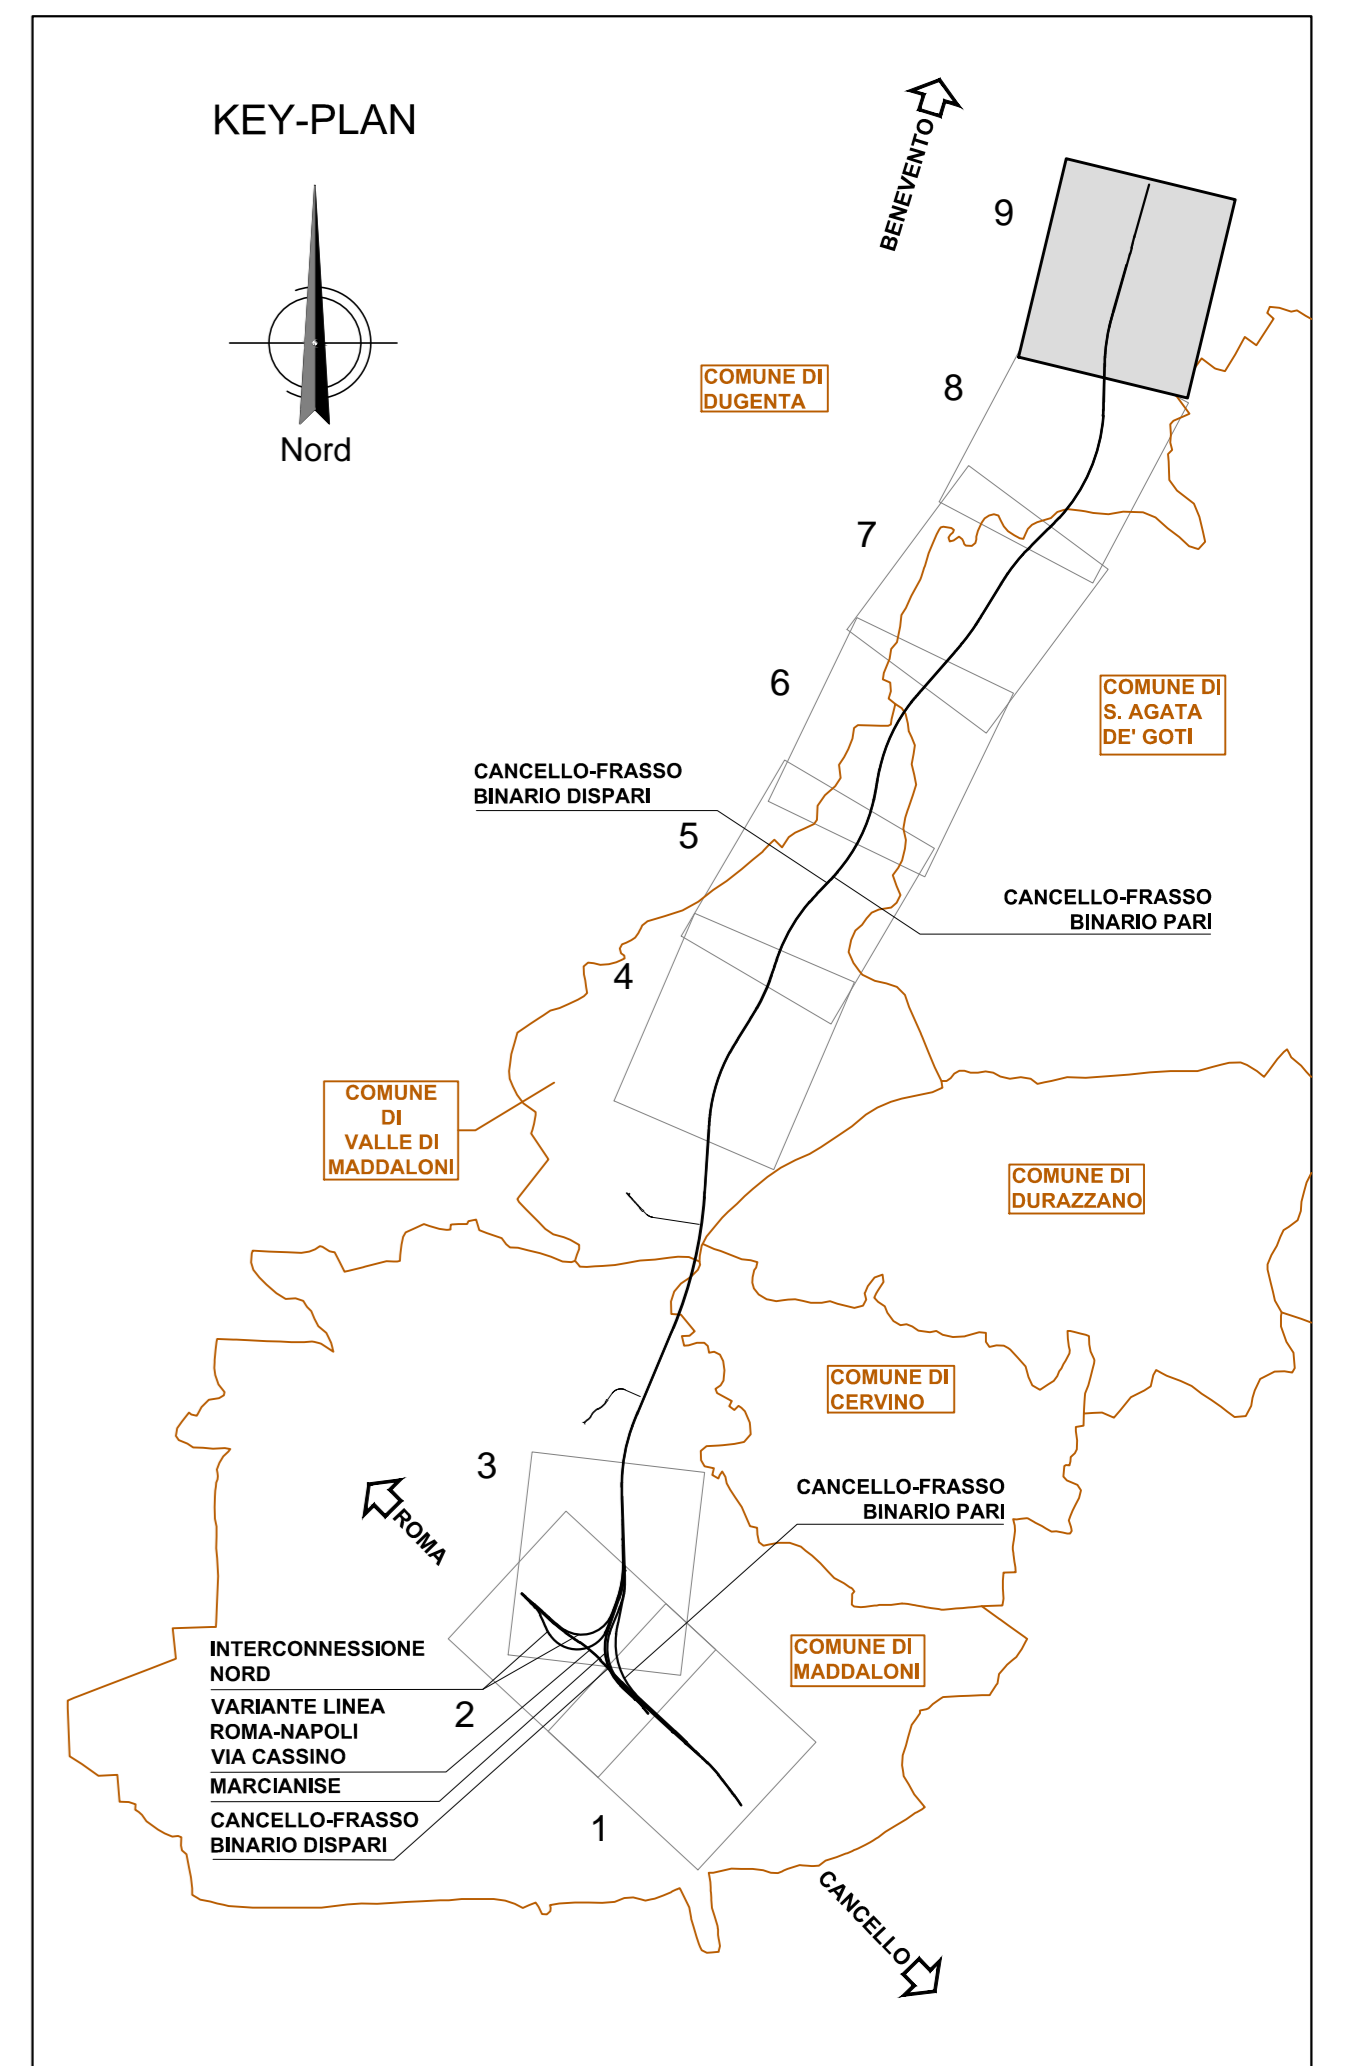 KEY-PLAN
Nord
BENEVENTO
9
8
COMUNE DI
DUGENTA
7
6
COMUNE DI
S. AGATA
DE' GOTI
CANCELLO-FRASSO
BINARIO DISPARI
5
CANCELLO-FRASSO
BINARIO PARI
4
COMUNE
DI
VALLE DI
MADDALONI
COMUNE DI
DURAZZANO
COMUNE DI
CERVINO
3
CANCELLO-FRASSO
BINARIO PARI
ROMA
INTERCONNESSIONE
NORD
COMUNE DI
MADDALONI
VARIANTE LINEA
ROMA-NAPOLI
VIA CASSINO
2
MARCIANISE
CANCELLO-FRASSO
BINARIO DISPARI
1
CANCELLO